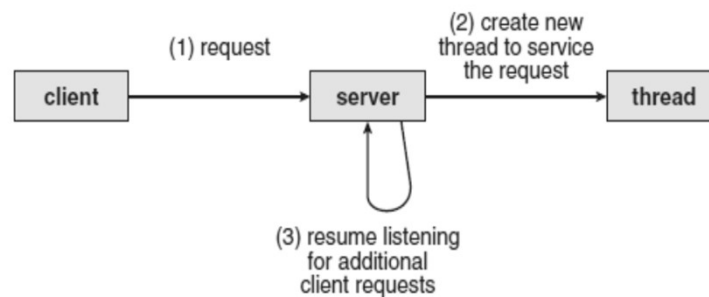 (1) request
(2) create new
thread to service
the request
client
server
thread
(3) resume listening
for additional
client requests